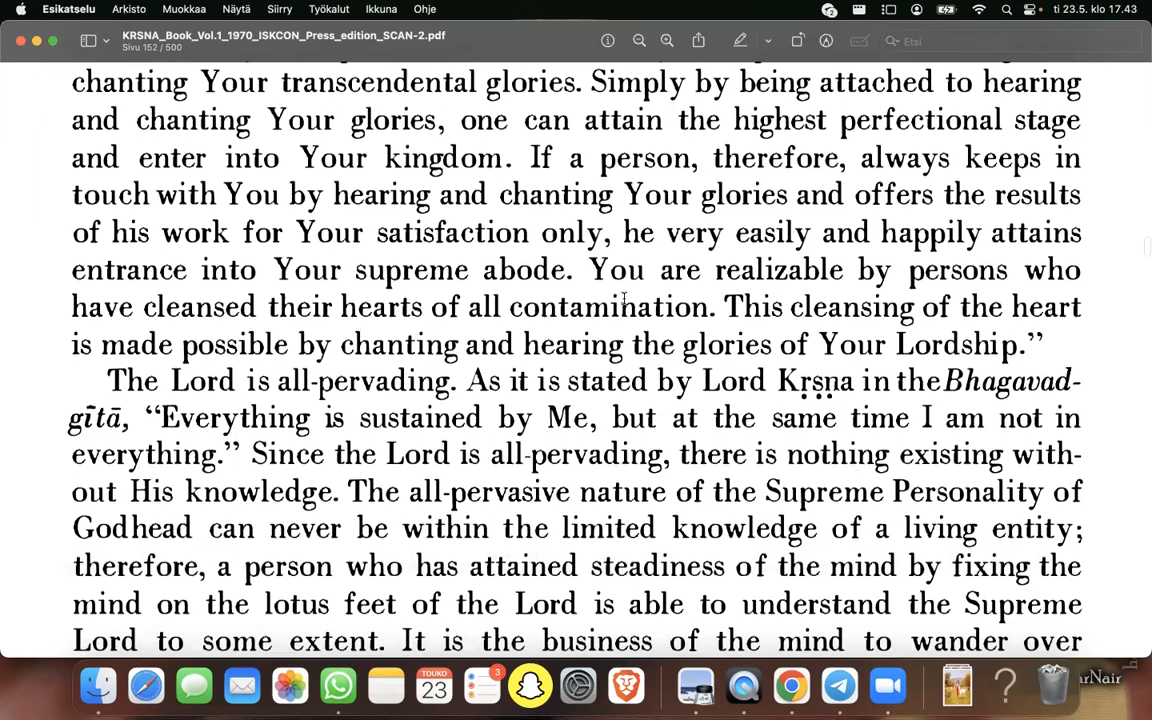 Esikatselu Arkisto Muokkaa Näytä Siirry Työkalut Ikkuna Ohje ti 23.5. klo 17.43
KRSNA_Book_Vol.1_1970_ISKCON_Press_edition_SCAN-2.pdf
Sivu 152 / 500
Etsi
chanting Your transcendental glories. Simply by being attached to hearing
and chanting Your glories, one can attain the highest perfectional stage
and enter into Your kingdom. If a person, therefore, always keeps in
touch with You by hearing and chanting Your glories and offers the results
of his work for Your satisfaction only, he very easily and happily attains
entrance into Your supreme abode. You are realizable by persons who
have cleansed their hearts of all contamination. This cleansing of the heart
is made possible by chanting and hearing the glories of Your Lordship.”
The Lord is all-pervading. As it is stated by Lord Kṛṣṇa in the Bhagavad-
gītā, “Everything is sustained by Me, but at the same time I am not in
everything.” Since the Lord is all-pervading, there is nothing existing with-
out His knowledge. The all-pervasive nature of the Supreme Personality of
Godhead can never be within the limited knowledge of a living entity;
therefore, a person who has attained steadiness of the mind by fixing the
mind on the lotus feet of the Lord is able to understand the Supreme
Lord to some extent. It is the business of the mind to wander over
TOUKO
23
3
arNair